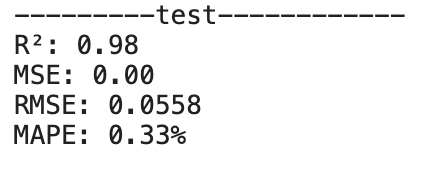 ---------test------------
R²: 0.98
MSE: 0.00
RMSE: 0.0558
MAPE: 0.33%